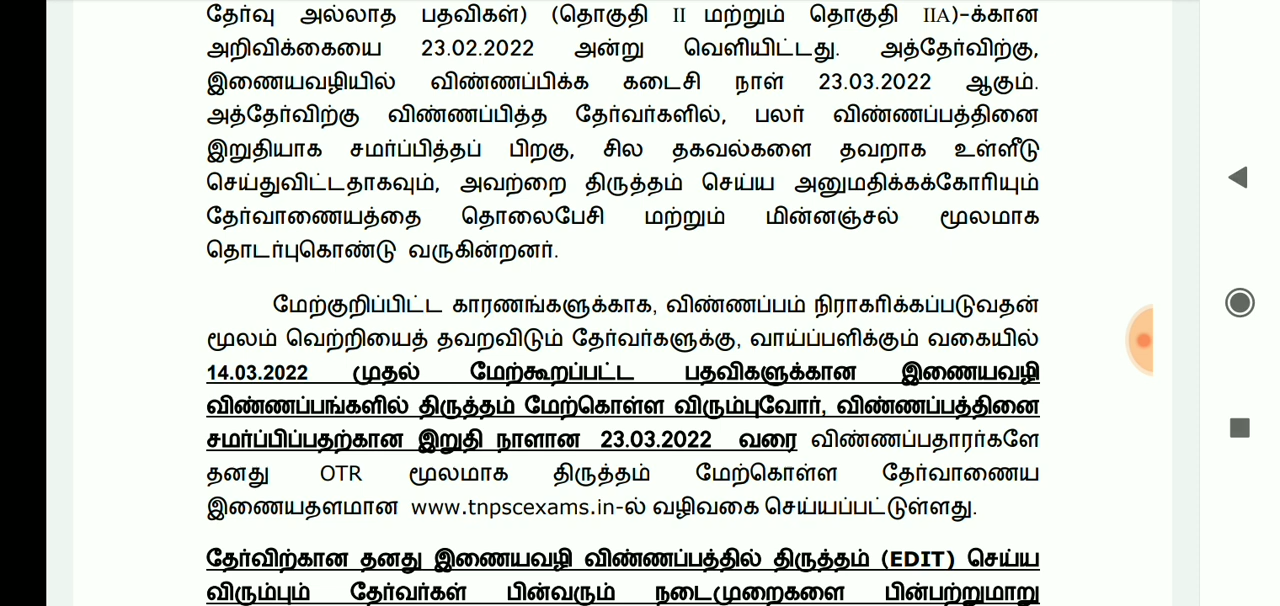 தேர்வு அல்லாத பதவிகள்) (தொகுதி II மற்றும் தொகுதி IIA)-க்கான
அறிவிக்கையை 23.02.2022 அன்று வெளியிட்டது. அத்தேர்விற்கு,
இணையவழியில் விண்ணப்பிக்க கடைசி நாள் 23.03.2022 ஆகும்.
அத்தேர்விற்கு விண்ணப்பித்த தேர்வர்களில், பலர் விண்ணப்பத்தினை
இறுதியாக சமர்ப்பித்தப் பிறகு, சில தகவல்களை தவறாக உள்ளீடு
செய்துவிட்டதாகவும், அவற்றை திருத்தம் செய்ய அனுமதிக்கக்கோரியும்
தேர்வாணையத்தை தொலைபேசி மற்றும் மின்னஞ்சல் மூலமாக
தொடர்புகொண்டு வருகின்றனர்.
மேற்குறிப்பிட்ட காரணங்களுக்காக, விண்ணப்பம் நிராகரிக்கப்படுவதன்
மூலம் வெற்றியைத் தவறவிடும் தேர்வர்களுக்கு, வாய்ப்பளிக்கும் வகையில்
14.03.2022 முதல் மேற்கூறப்பட்ட பதவிகளுக்கான இணையவழி
விண்ணப்பங்களில் திருத்தம் மேற்கொள்ள விரும்புவோர், விண்ணப்பத்தினை
சமர்ப்பிப்பதற்கான இறுதி நாளான 23.03.2022 வரை விண்ணப்பதாரர்களே
தனது OTR மூலமாக திருத்தம் மேற்கொள்ள தேர்வாணைய
இணையதளமான www.tnpscexams.in-ல் வழிவகை செய்யப்பட்டுள்ளது.
தேர்விற்கான தனது இணையவழி விண்ணப்பத்தில் திருத்தம் (EDIT) செய்ய
விரும்பும் தேர்வர்கள் பின்வரும் நடைமுறைகளை பின்பற்றுமாறு